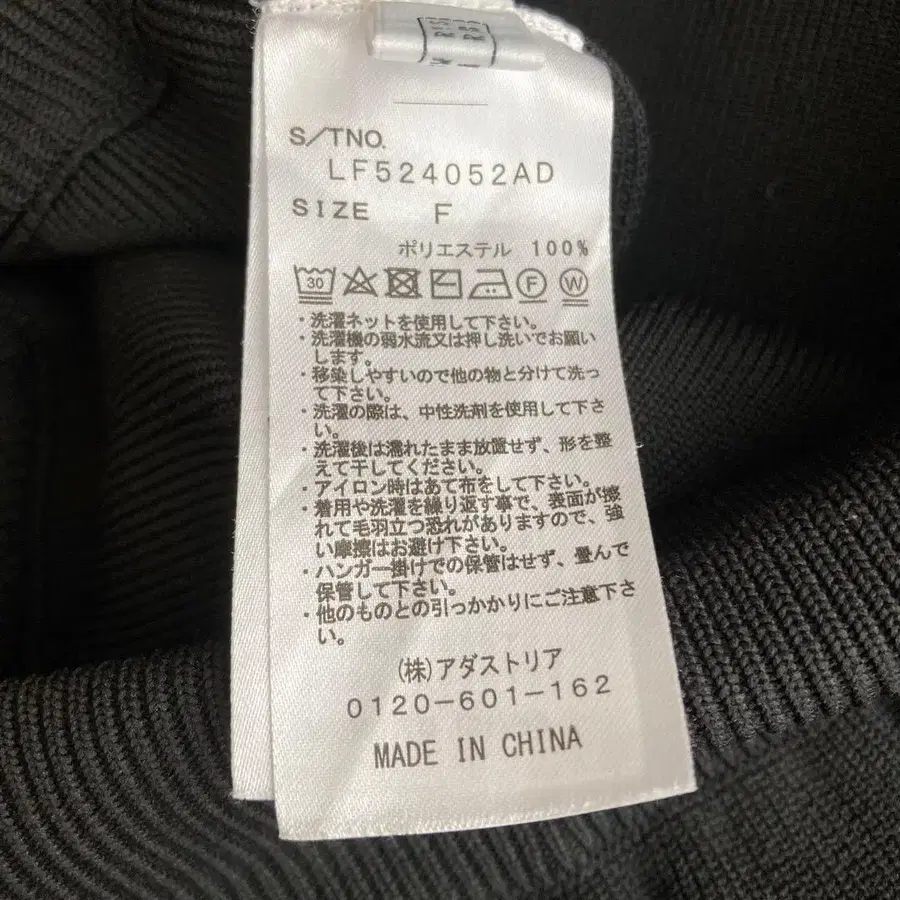 S/TNO.
LF524052AD
SIZE F
ポリエステル 100%
30 F W
・洗濯ネットを使用して下さい。
・洗濯機の弱水流又は押し洗いでお願い
します。
・移染しやすいので他の物と分けて洗っ
て下さい。
・洗濯の際は、中性洗剤を使用して下さ
い。
・洗濯後は濡れたまま放置せず、形を整
えて干してください。
・アイロン時はあて布をして下さい。
・着用や洗濯を繰り返す事で、表面が擦
れて毛羽立つ恐れがありますので、強
い摩擦はお避け下さい。
・ハンガー掛けでの保管はせず、畳んで
保管して下さい。
・他のものとの引っかかりにご注意下さ
い。
(株)アダストリア
0120-601-162
MADE IN CHINA